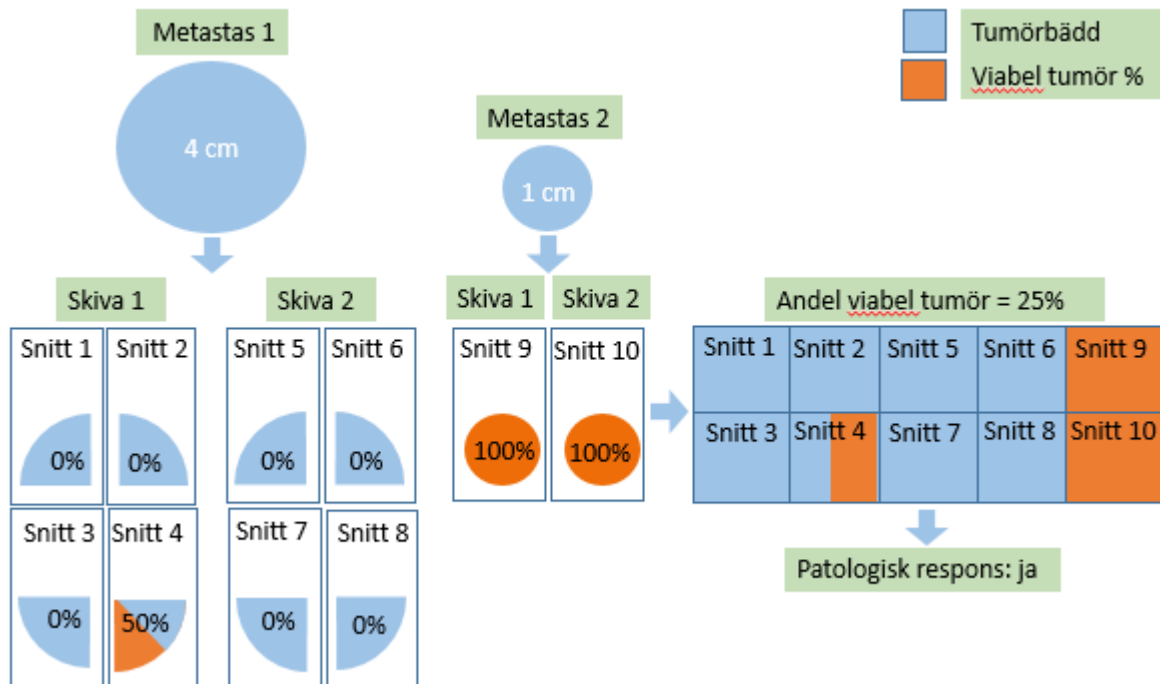 Metastas 1
4 cm
Metastas 2
1 cm
Tumörbädd
Viabel tumör %
Skiva 1
Skiva 2
Snitt 1
Snitt 2
0%
0%
Snitt 3
Snitt 4
0%
50%
Snitt 5
Snitt 6
0%
0%
Snitt 7
Snitt 8
0%
0%
Skiva 1
Skiva 2
Snitt 9
Snitt 10
100%
100%
Andel viabel tumör = 25%
Snitt 1
Snitt 2
Snitt 5
Snitt 6
Snitt 9
Snitt 3
Snitt 4
Snitt 7
Snitt 8
Snitt 10
Patologisk respons: ja